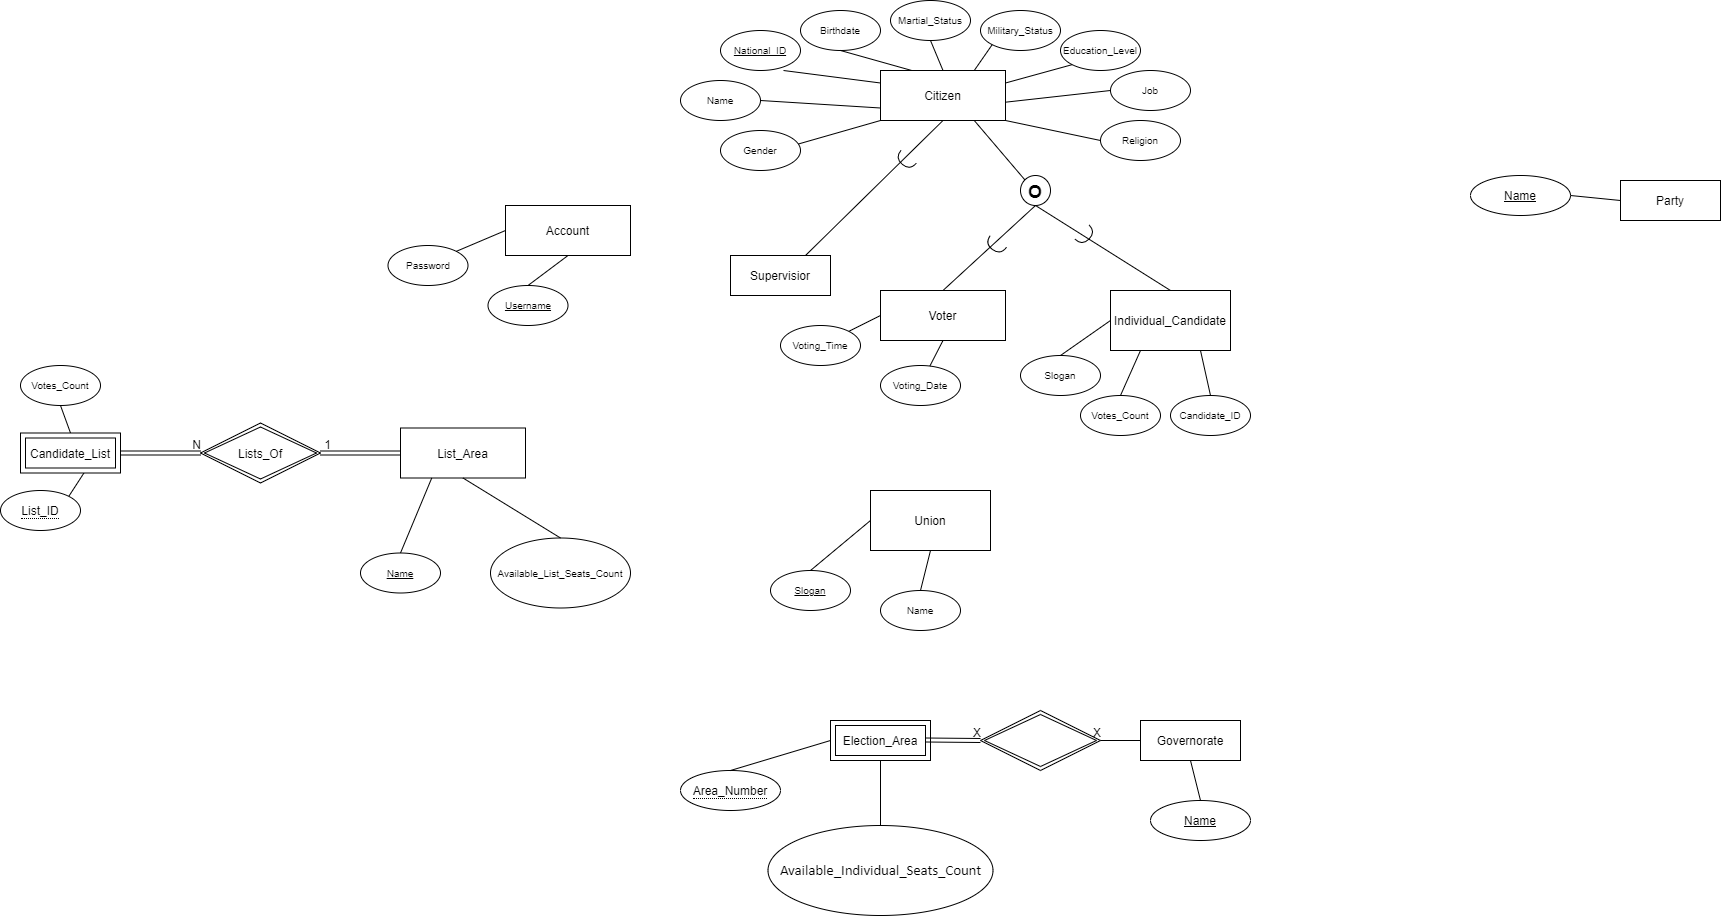 Martial_Status
Birthdate
Military_Status
National_ID
Education_Level
Job
Citizen
Name
Religion
Gender
O
Name
Party
Account
Password
Username
Supervisior
Voter
Individual_Candidate
Voting_Time
Slogan
Voting_Date
Votes_Count
Candidate_ID
Votes_Count
Candidate_List
N
Lists_Of
1
List_Area
List_ID
Name
Available_List_Seats_Count
Union
Slogan
Name
Election_Area
X
X
Governorate
Area_Number
Name
Available_Individual_Seats_Count